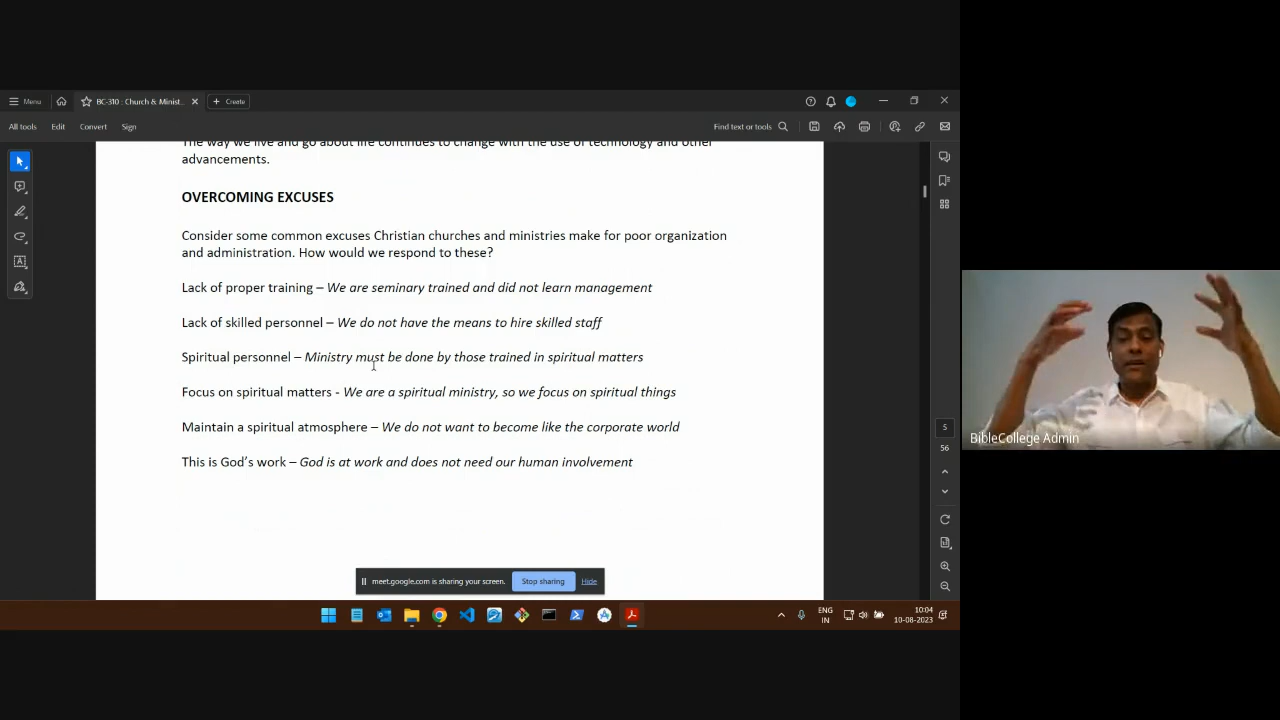 Menu
BC-310 : Church & Minist...
Create
All tools
Edit
Convert
Sign
Find text or tools
The way we live and go about life continues to change with the use of technology and other
advancements.
OVERCOMING EXCUSES
Consider some common excuses Christian churches and ministries make for poor organization
and administration. How would we respond to these?
Lack of proper training – We are seminary trained and did not learn management
Lack of skilled personnel – We do not have the means to hire skilled staff
Spiritual personnel – Ministry must be done by those trained in spiritual matters
Focus on spiritual matters - We are a spiritual ministry, so we focus on spiritual things
Maintain a spiritual atmosphere – We do not want to become like the corporate world
This is God's work – God is at work and does not need our human involvement
5
56
BibleCollege Admin
meet.google.com is sharing your screen.
Stop sharing
Hide
ENG
IN
10:04
10-08-2023